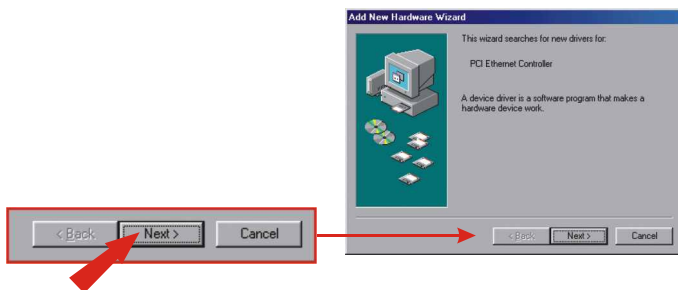 Add New Hardware Wizard
This wizard searches for new drivers for:
PCI Ethernet Controller
A device driver is a software program that makes a
hardware device work.
< Back Next > Cancel
< Back Next > Cancel